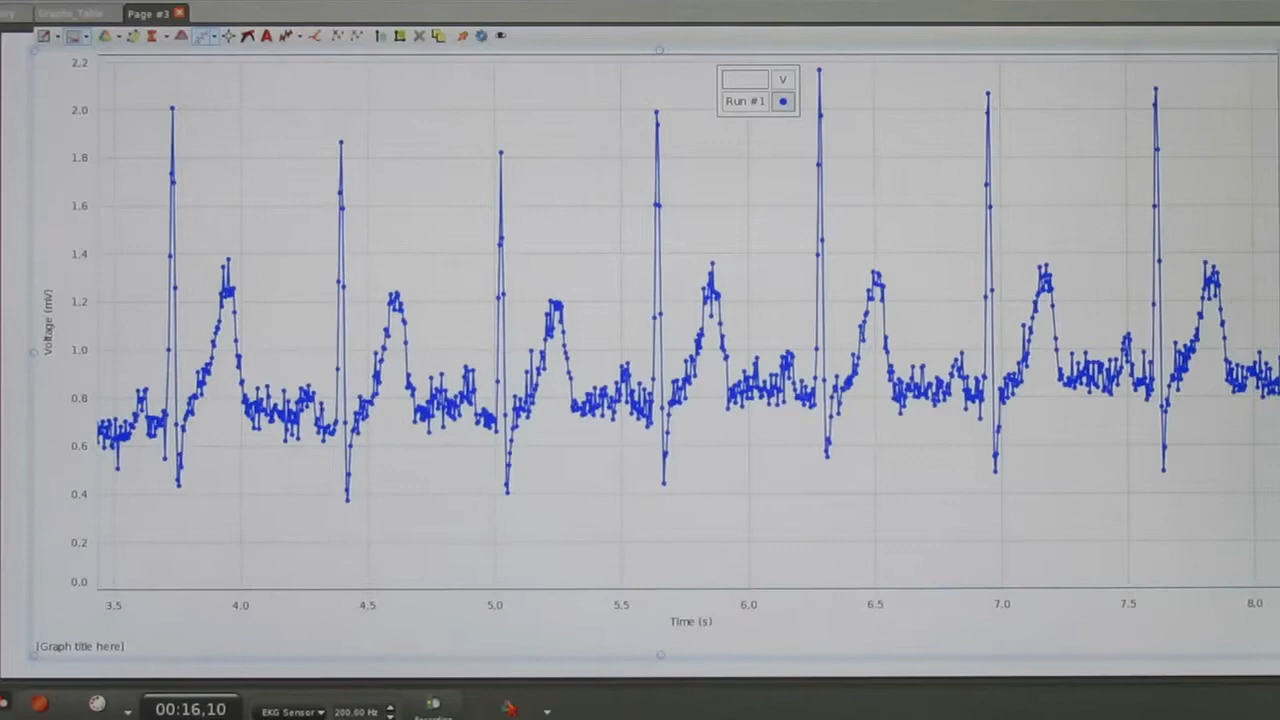 Graphs_Table
Page #3
V
Run #1
2.2
2.0
1.8
1.6
1.4
1.2
1.0
0.8
0.6
0.4
0.2
0.0
Voltage (mV)
3.5 4.0 4.5 5.0 5.5 6.0 6.5 7.0 7.5 8.0
Time (s)
[Graph title here]
00:16,10
EKG Sensor
200,00 Hz